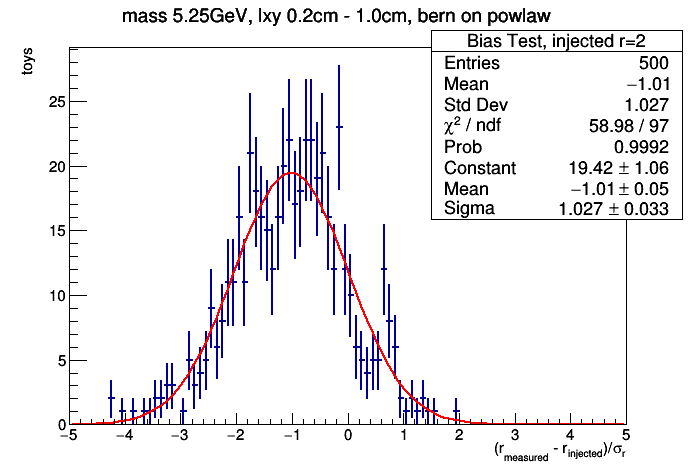 mass 5.25GeV, lxy 0.2cm - 1.0cm, bern on powlaw
Bias Test, injected r=2
Entries 500
Mean −1.01
Std Dev 1.027
χ² / ndf 58.98 / 97
Prob 0.9992
Constant 19.42 ± 1.06
Mean −1.01 ± 0.05
Sigma 1.027 ± 0.033
toys
25
20
15
10
5
0
−5 −4 −3 −2 −1 0 1 2 3 4 5
(r_measured - r_injected)/σ_r